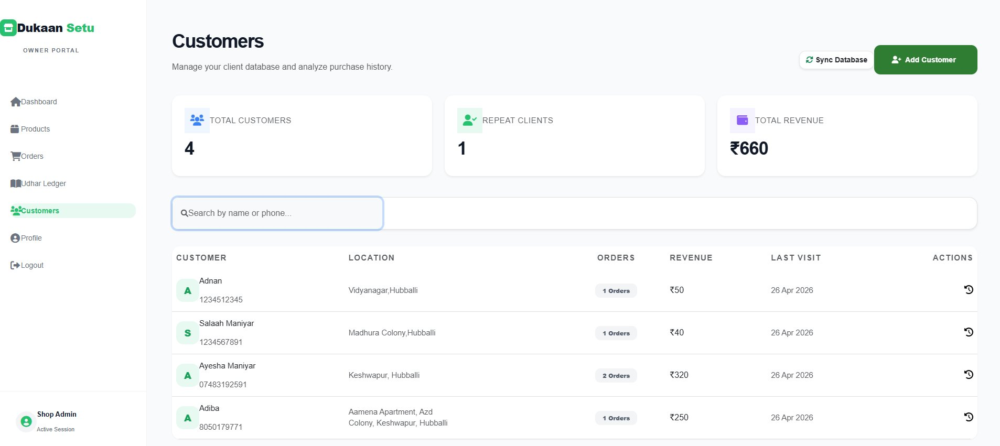 Dukaan Setu
OWNER PORTAL
Dashboard
Products
Orders
Udhar Ledger
Customers
Profile
Logout
Shop Admin
Active Session
Customers
Manage your client database and analyze purchase history.
Sync Database
Add Customer
TOTAL CUSTOMERS
4
REPEAT CLIENTS
1
TOTAL REVENUE
₹660
Search by name or phone...
CUSTOMER LOCATION ORDERS REVENUE LAST VISIT ACTIONS
A
Adnan
1234512345
Vidyanagar,Hubballi
1 Orders
₹50
26 Apr 2026
S
Salaah Maniyar
1234567891
Madhura Colony,Hubballi
1 Orders
₹40
26 Apr 2026
A
Ayesha Maniyar
07483192591
Keshwapur, Hubballi
2 Orders
₹320
26 Apr 2026
A
Adiba
8050179771
Aamena Apartment, Azd
Colony, Keshwapur, Hubballi
1 Orders
₹250
26 Apr 2026